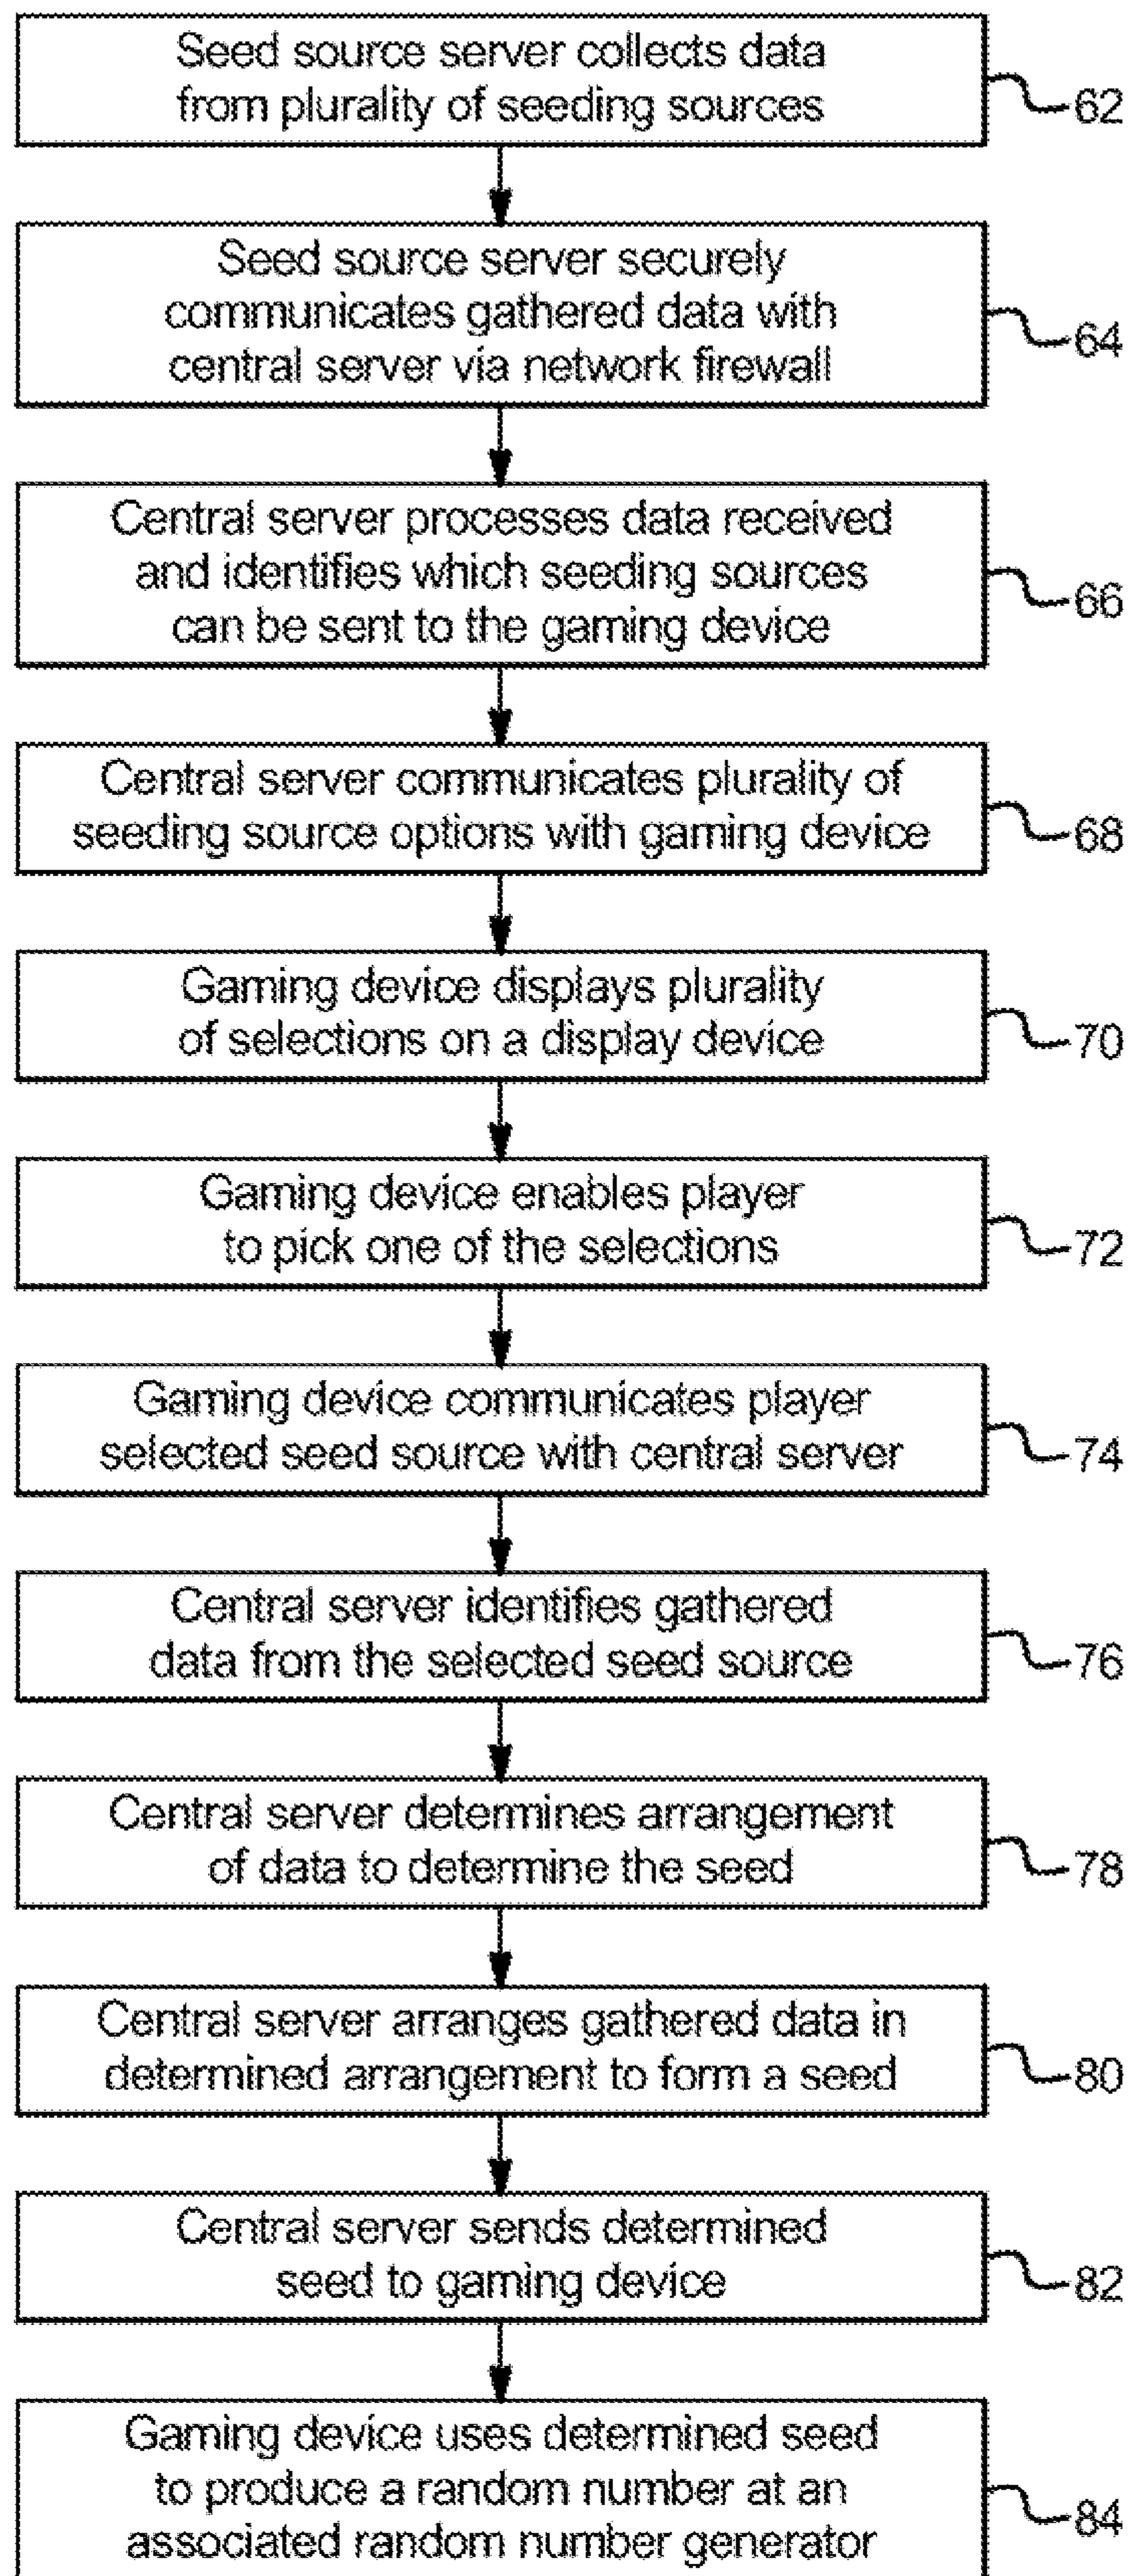 Seed source server collects data
from plurality of seeding sources
62
Seed source server securely
communicates gathered data with
central server via network firewall
64
Central server processes data received
and identifies which seeding sources
can be sent to the gaming device
66
Central server communicates plurality of
seeding source options with gaming device
68
Gaming device displays plurality
of selections on a display device
70
Gaming device enables player
to pick one of the selections
72
Gaming device communicates player
selected seed source with central server
74
Central server identifies gathered
data from the selected seed source
76
Central server determines arrangement
of data to determine the seed
78
Central server arranges gathered data in
determined arrangement to form a seed
80
Central server sends determined
seed to gaming device
82
Gaming device uses determined seed
to produce a random number at an
associated random number generator
84